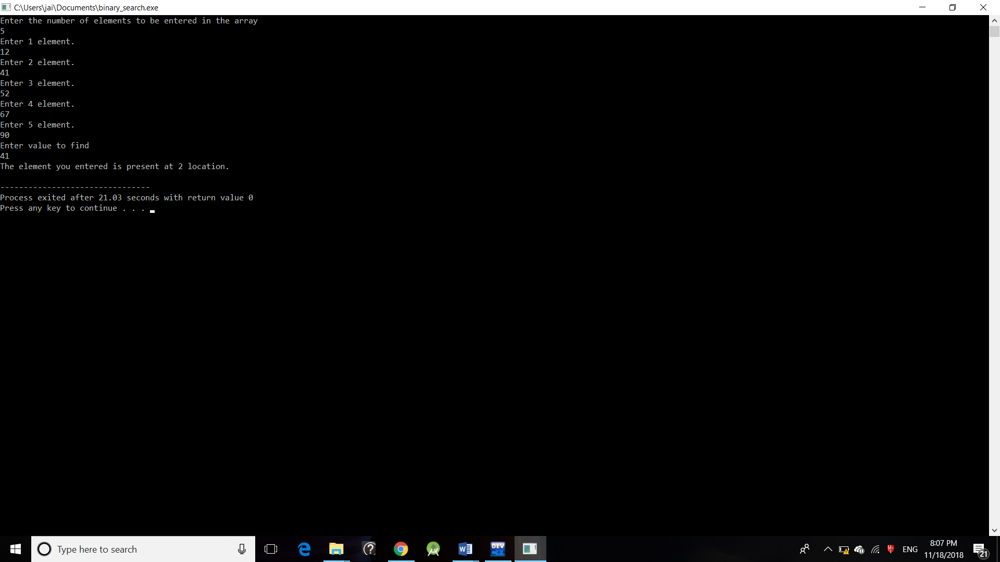 C:\Users\jai\Documents\binary_search.exe
Enter the number of elements to be entered in the array
5
Enter 1 element.
12
Enter 2 element.
41
Enter 3 element.
52
Enter 4 element.
67
Enter 5 element.
90
Enter value to find
41
The element you entered is present at 2 location.
--------------------------------
Process exited after 21.03 seconds with return value 0
Press any key to continue . . .
Type here to search
DEV
ENG
8:07 PM
11/18/2018
21